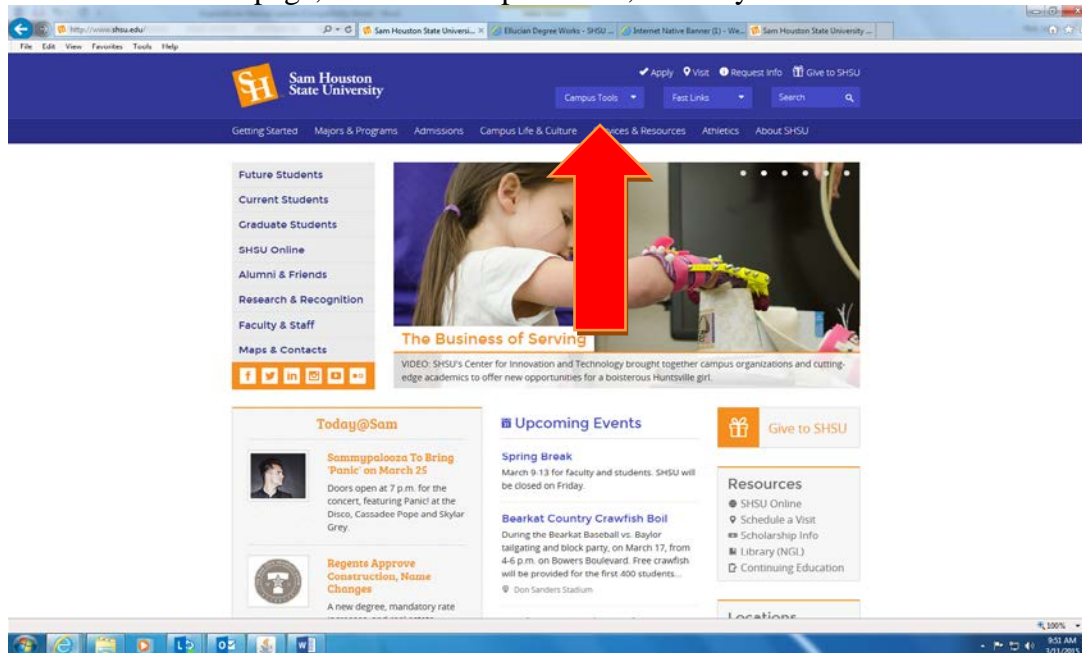 http://www.shsu.edu/
Sam Houston State Universi...
Ellucian Degree Works - SHSU ...
Internet Native Banner (1) - We...
Sam Houston State University ...
File Edit View Favorites Tools Help
SH Sam Houston
State University
Apply Visit Request Info Give to SHSU
Campus Tools Fast Links Search
Getting Started Majors & Programs Admissions Campus Life & Culture & Resources Athletics About SHSU
Future Students
Current Students
Graduate Students
SHSU Online
Alumni & Friends
Research & Recognition
Faculty & Staff
Maps & Contacts
The Business of Serving
VIDEO: SHSU's Center for Innovation and Technology brought together campus organizations and cutting-
edge academics to offer new opportunities for a boisterous Huntsville girl.
Today@Sam
Sammypalooza To Bring
'Panic' on March 25
Doors open at 7 p.m. for the
concert, featuring Panic! at the
Disco, Cassadee Pope and Skylar
Grey.
Regents Approve
Construction, Name
Changes
A new degree, mandatory rate
Upcoming Events
Spring Break
March 9-13 for faculty and students. SHSU will
be closed on Friday.
Bearkat Country Crawfish Boil
During the Bearkat Baseball vs. Baylor
tailgating and block party, on March 17, from
4-6 p.m. on Bowers Boulevard. Free crawfish
will be provided for the first 400 students...
Don Sanders Stadium
Give to SHSU
Resources
SHSU Online
Schedule a Visit
Scholarship Info
Library (NGL)
Continuing Education
Locations
100%
9:51 AM
3/11/2015